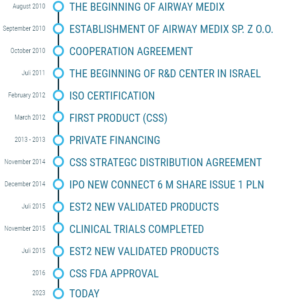 August 2010 THE BEGINNING OF AIRWAY MEDIX
September 2010 ESTABLISHMENT OF AIRWAY MEDIX SP. Z O.O.
October 2010 COOPERATION AGREEMENT
Juli 2011 THE BEGINNING OF R&D CENTER IN ISRAEL
February 2012 ISO CERTIFICATION
March 2012 FIRST PRODUCT (CSS)
2013 - 2013 PRIVATE FINANCING
November 2014 CSS STRATEGC DISTRIBUTION AGREEMENT
December 2014 IPO NEW CONNECT 6 M SHARE ISSUE 1 PLN
Juli 2015 EST2 NEW VALIDATED PRODUCTS
November 2015 CLINICAL TRIALS COMPLETED
Juli 2015 EST2 NEW VALIDATED PRODUCTS
2016 CSS FDA APPROVAL
2023 TODAY